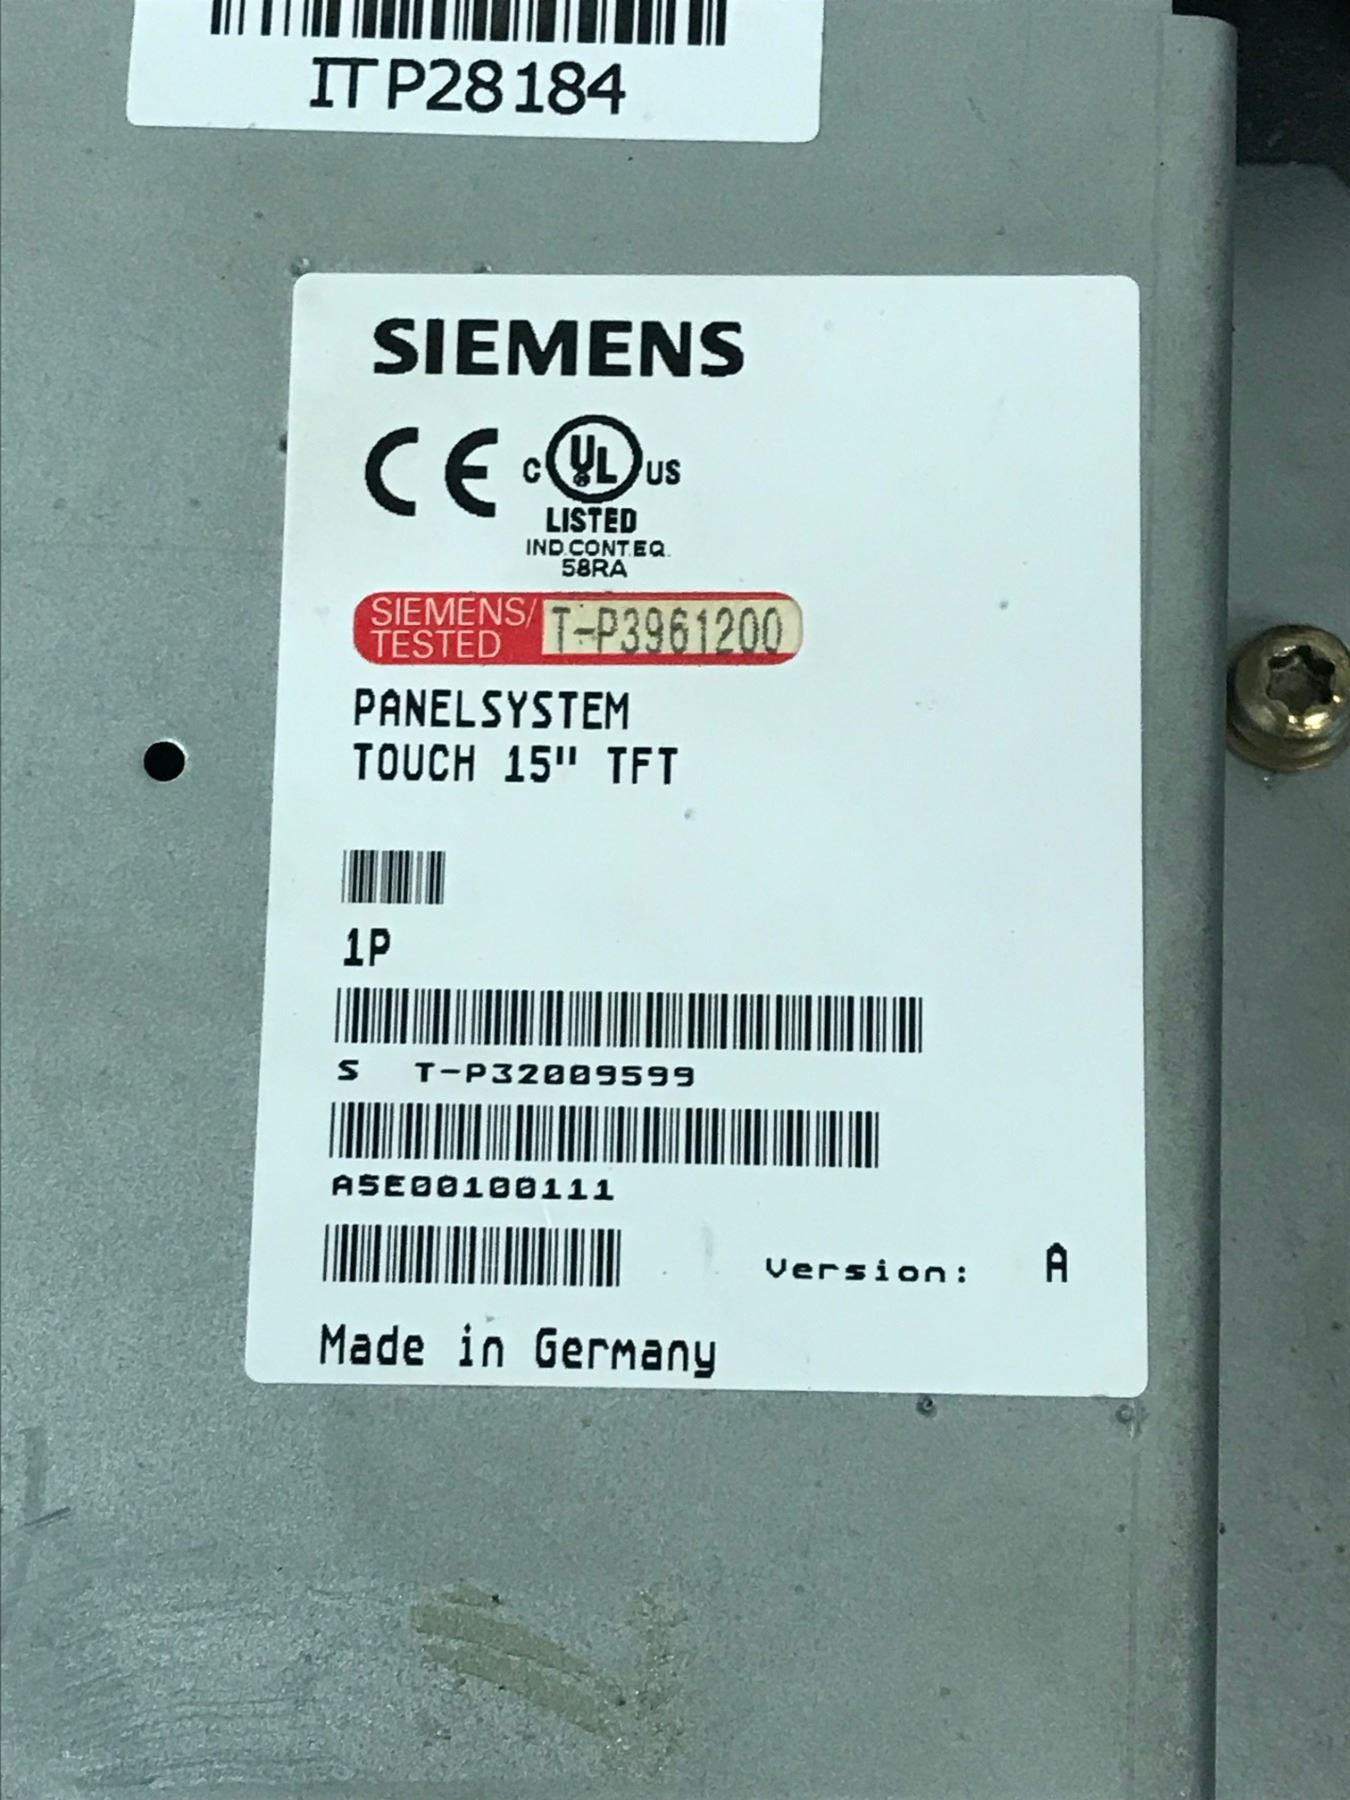 ITP28184
SIEMENS
CE C UL US
LISTED
IND.CONT.EQ.
58RA
SIEMENS/
TESTED
T-P3961200
PANELSYSTEM
TOUCH 15" TFT
1P
S T-P32009599
A5E00100111
Version: A
Made in Germany